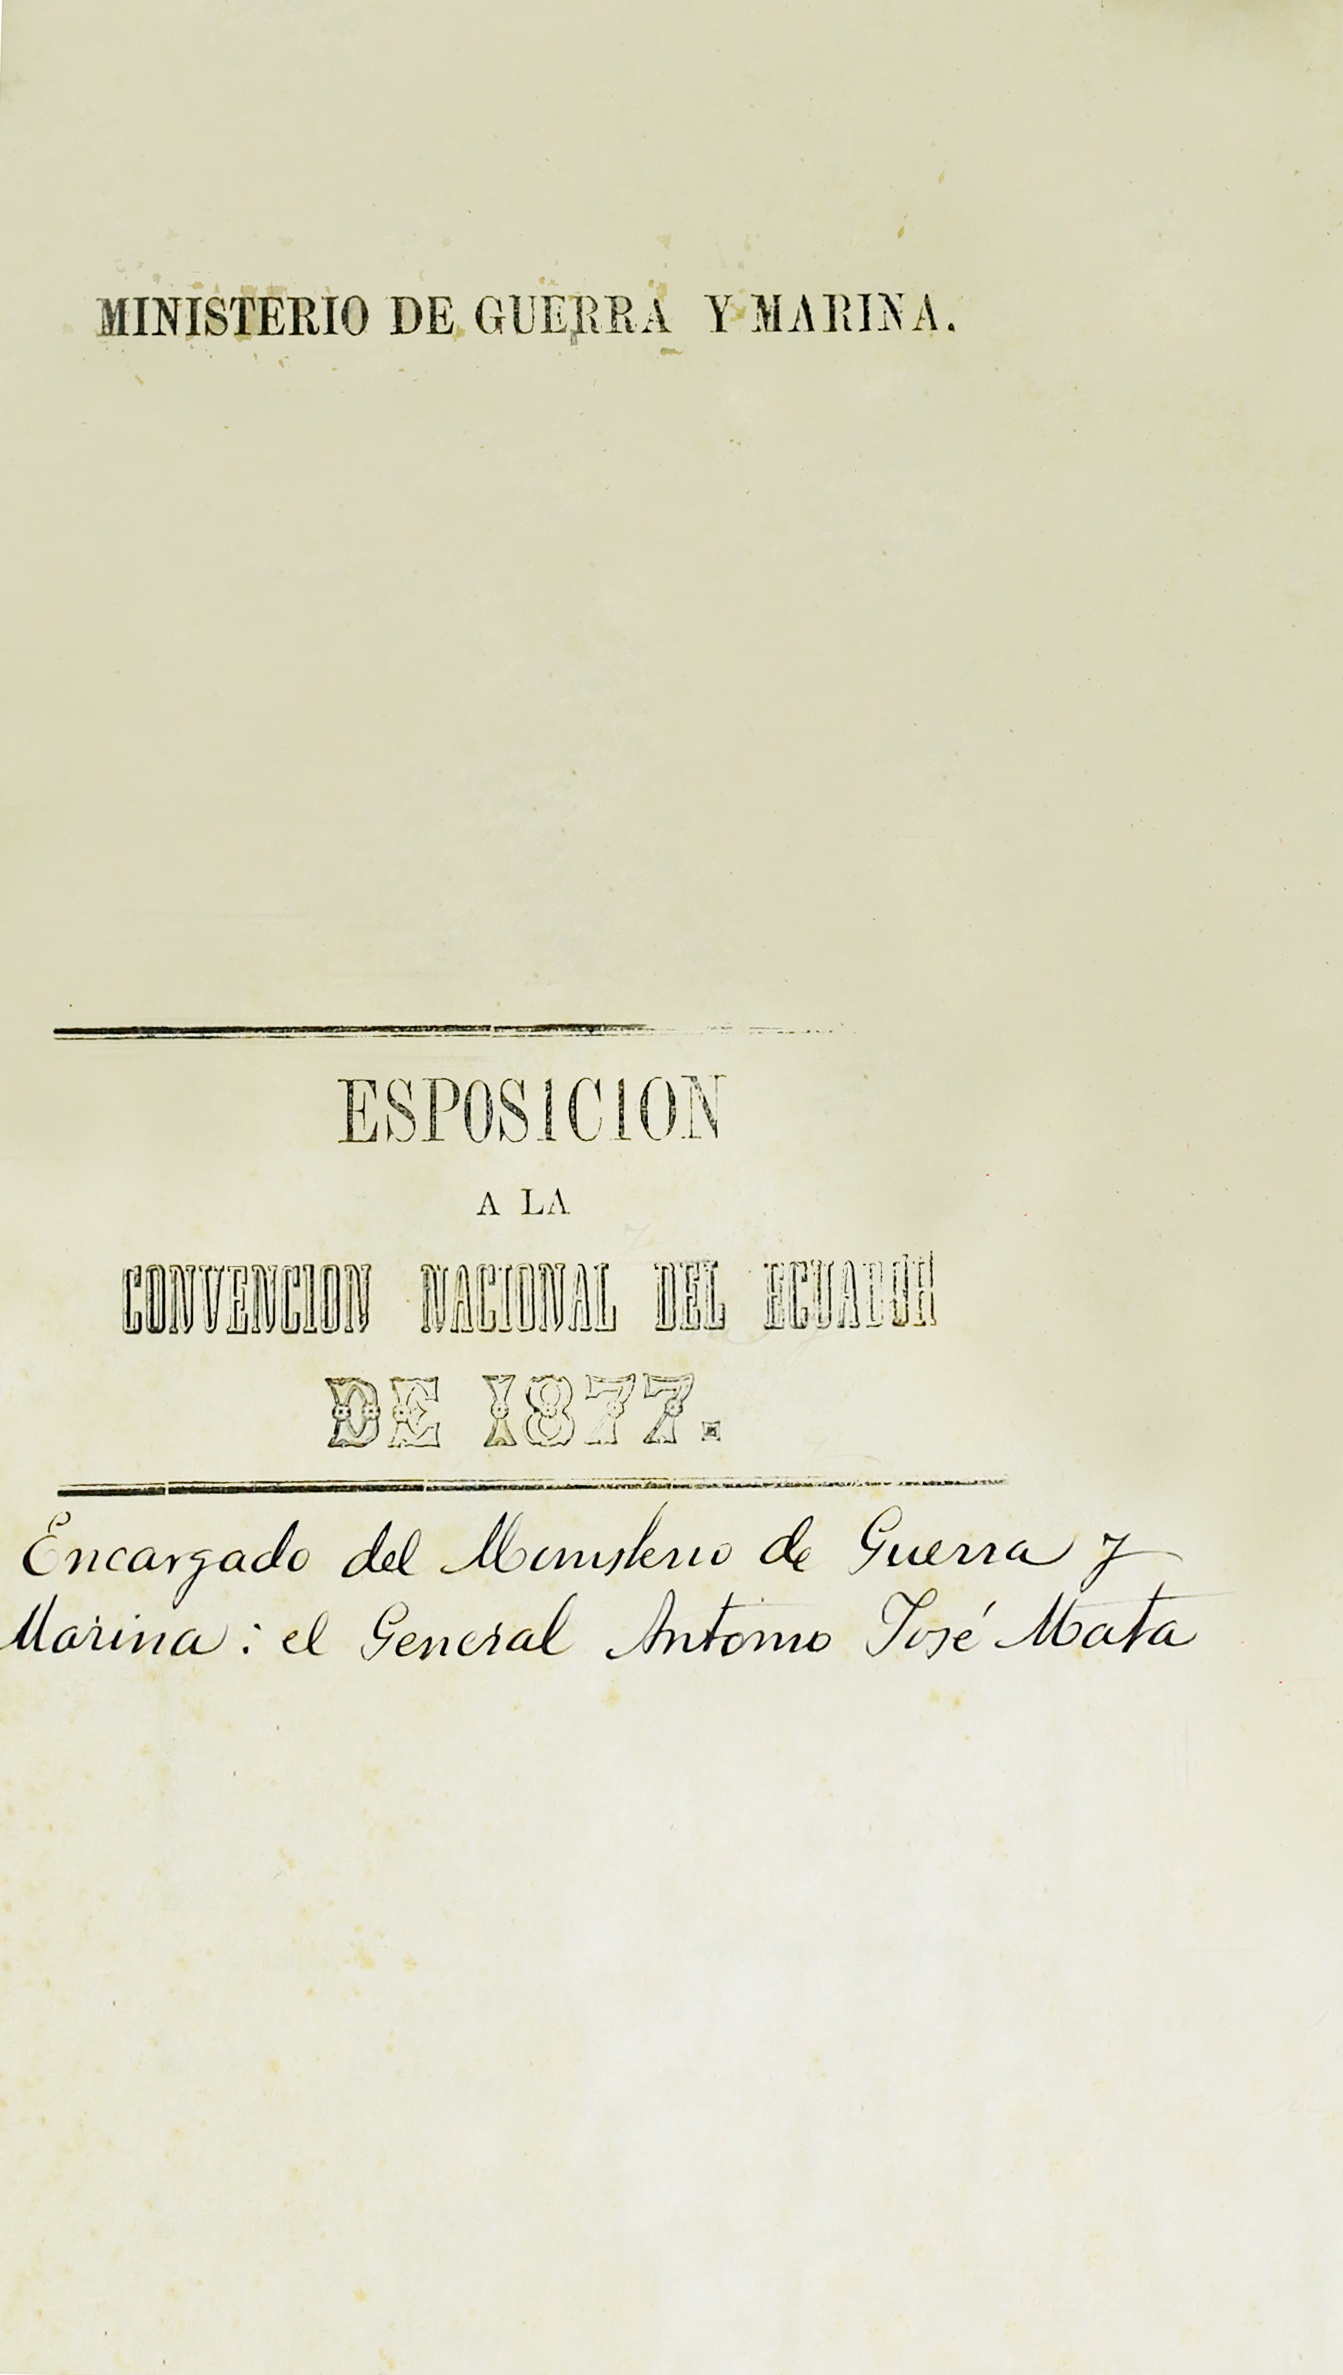 MINISTERIO DE GUERRA Y MARINA.
ESPOSICION
A LA
CONVENCION NACIONAL DEL ECUADOR
DE 1877.
Encargado del Ministerio de Guerra y
Marina: el General Antonio José Mata